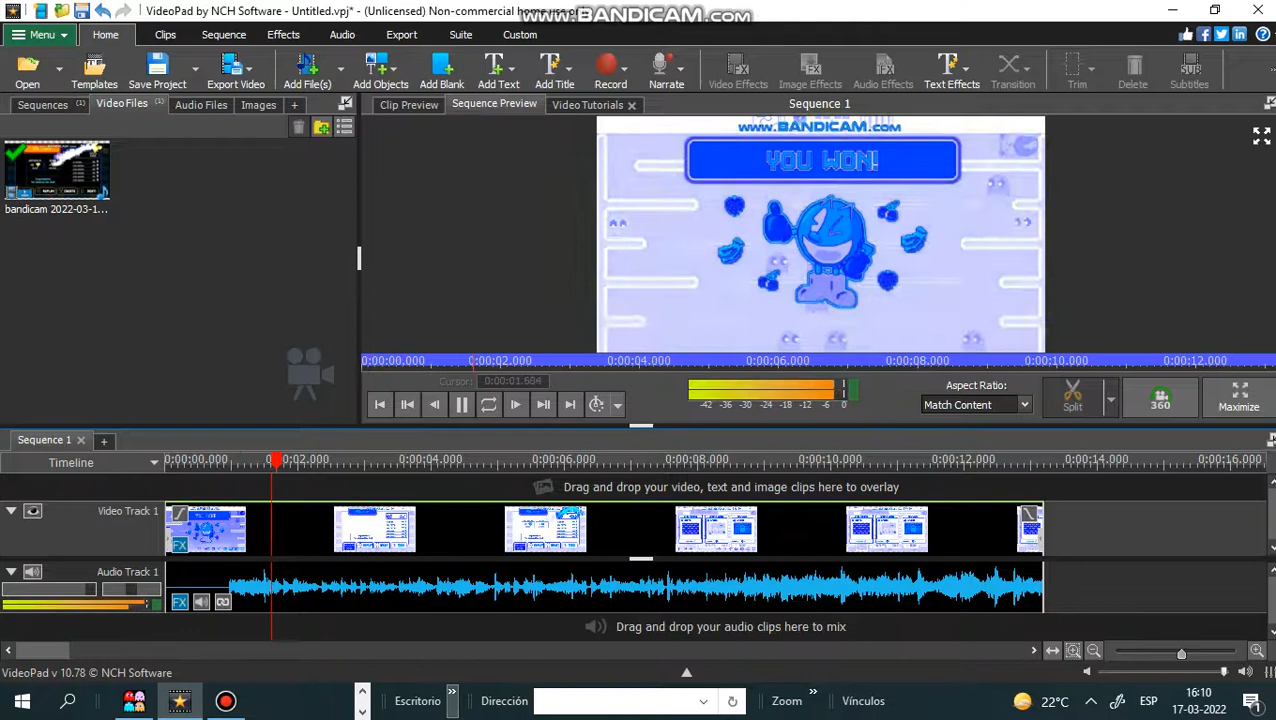 VideoPad by NCH Software - Untitled.vpj* - (Unlicensed) Non-commercial home use
www.BANDICAM.com
Menu Home Clips Sequence Effects Audio Export Suite Custom
Open Templates Save Project Export Video Add File(s) Add Objects Add Blank Add Text Add Title Record Narrate Video Effects Image Effects Audio Effects Text Effects Transition Trim Delete Subtitles
Sequences (1) Video Files (1) Audio Files Images +
Clip Preview Sequence Preview Video Tutorials Sequence 1
www.BANDICAM.com
YOU WON!
bandicam 2022-03-1...
0:00:00.000 0:00:02.000 0:00:04.000 0:00:06.000 0:00:08.000 0:00:10.000 0:00:12.000
Cursor: 0:00:01.684
-42 -36 -30 -24 -18 -12 -6 0
Aspect Ratio:
Match Content
Split 360 Maximize
Sequence 1
Timeline
0:00:00.000 0:00:02.000 0:00:04.000 0:00:06.000 0:00:08.000 0:00:10.000 0:00:12.000 0:00:14.000 0:00:16.000
Drag and drop your video, text and image clips here to overlay
Video Track 1
FX
Audio Track 1
FX
Drag and drop your audio clips here to mix
VideoPad v 10.78 © NCH Software
Escritorio Dirección Zoom Vínculos 22°C ESP
16:10
17-03-2022
1